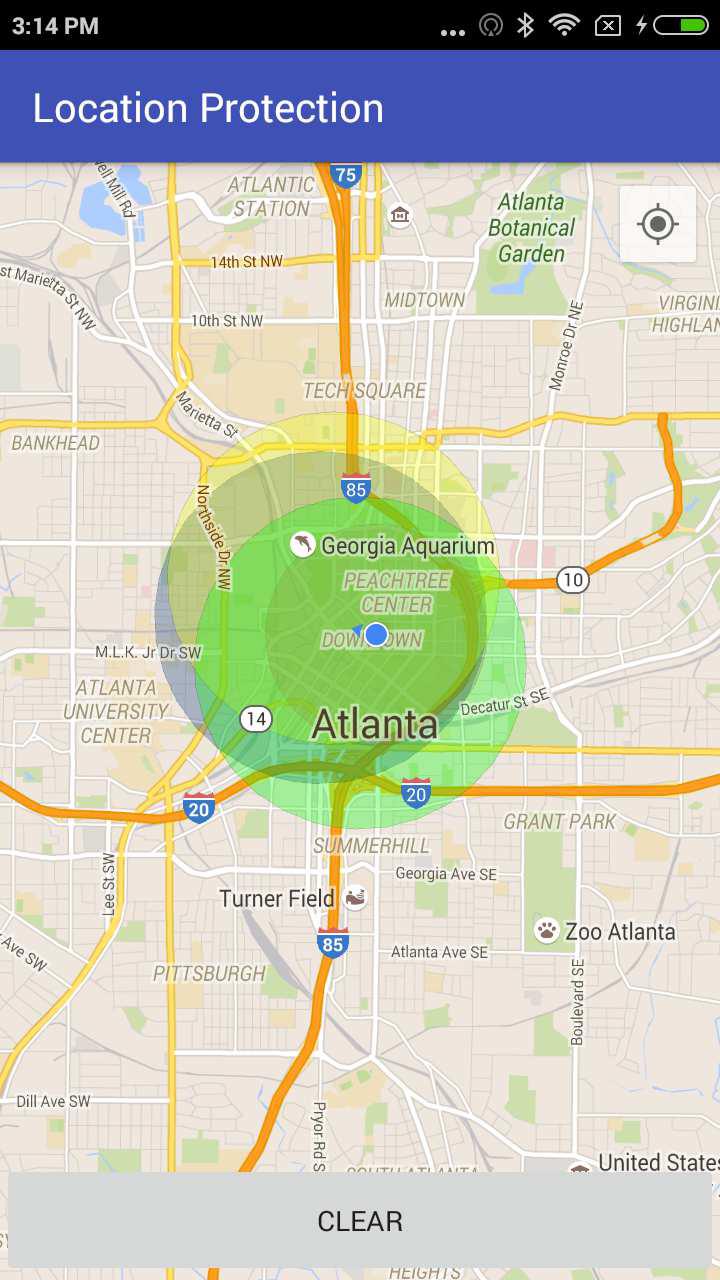 3:14 PM
Location Protection
75
ATLANTIC
STATION
Atlanta
Botanical
Garden
14th St NW
MIDTOWN
10th St NW
Monroe Dr NE
TECH SQUARE
Marietta St
BANKHEAD
85
Northside Dr NW
Georgia Aquarium
PEACHTREE
CENTER
10
M.L.K. Jr Dr SW
ATLANTA
UNIVERSITY
CENTER
14
Atlanta
Decatur St SE
20
20
GRANT PARK
SUMMERHILL
Georgia Ave SE
Lee St SW
Turner Field
85
Zoo Atlanta
Atlanta Ave SE
PITTSBURGH
Boulevard SE
Dill Ave SW
Pryor Rd S
United States
CLEAR
HEIGHTS